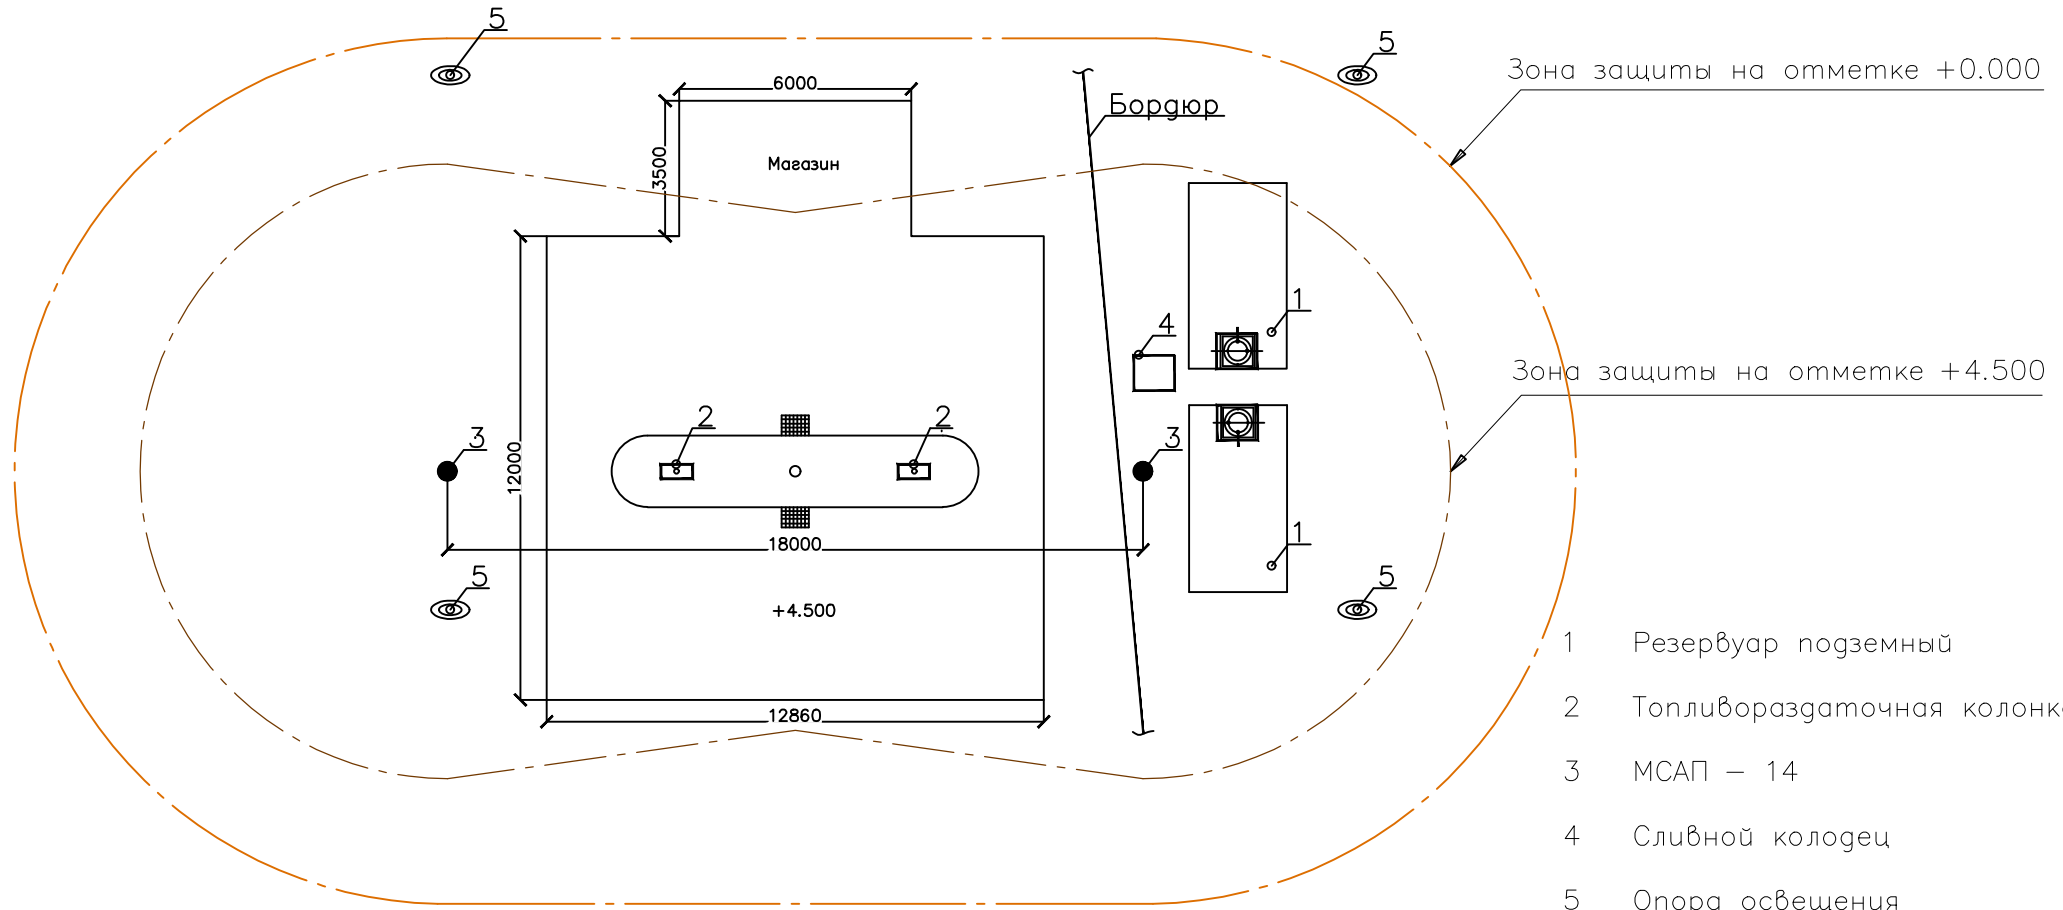 5
5
Зона защиты на отметке +0.000
6000
Бордюр
3500
Магазин
1
4
Зона защиты на отметке +4.500
2
2
3
3
12000
18000
1
5
5
+4.500
12860
1 Резервуар подземный
2 Топливораздаточная колонка
3 МСАП – 14
4 Сливной колодец
5 Опора освещения